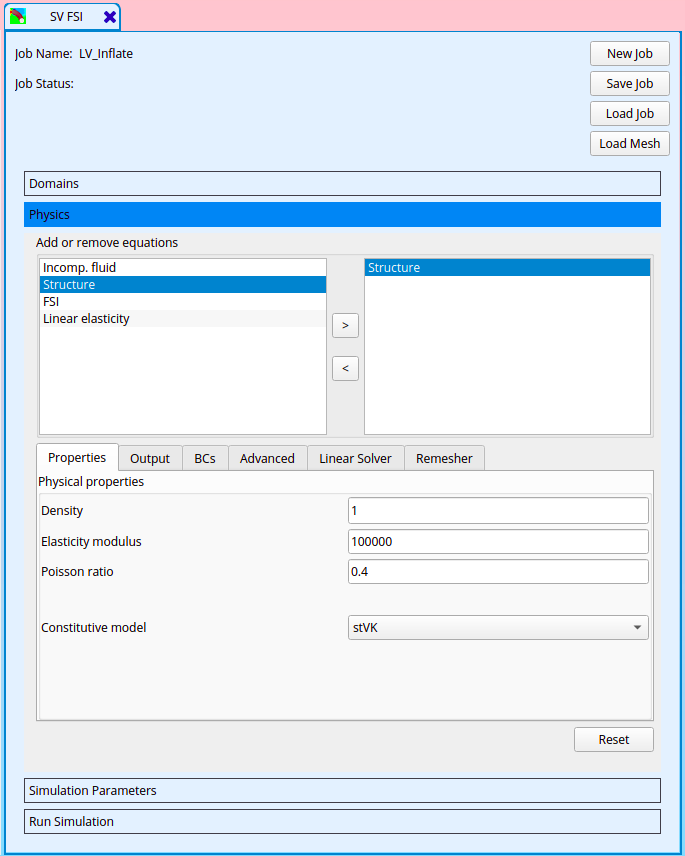 SV FSI
Job Name: LV_Inflate
New Job
Job Status:
Save Job
Load Job
Load Mesh
Domains
Physics
Add or remove equations
Incomp. fluid
Structure
FSI
Linear elasticity
>
<
Structure
Properties
Output
BCs
Advanced
Linear Solver
Remesher
Physical properties
Density
1
Elasticity modulus
100000
Poisson ratio
0.4
Constitutive model
stVK
Reset
Simulation Parameters
Run Simulation